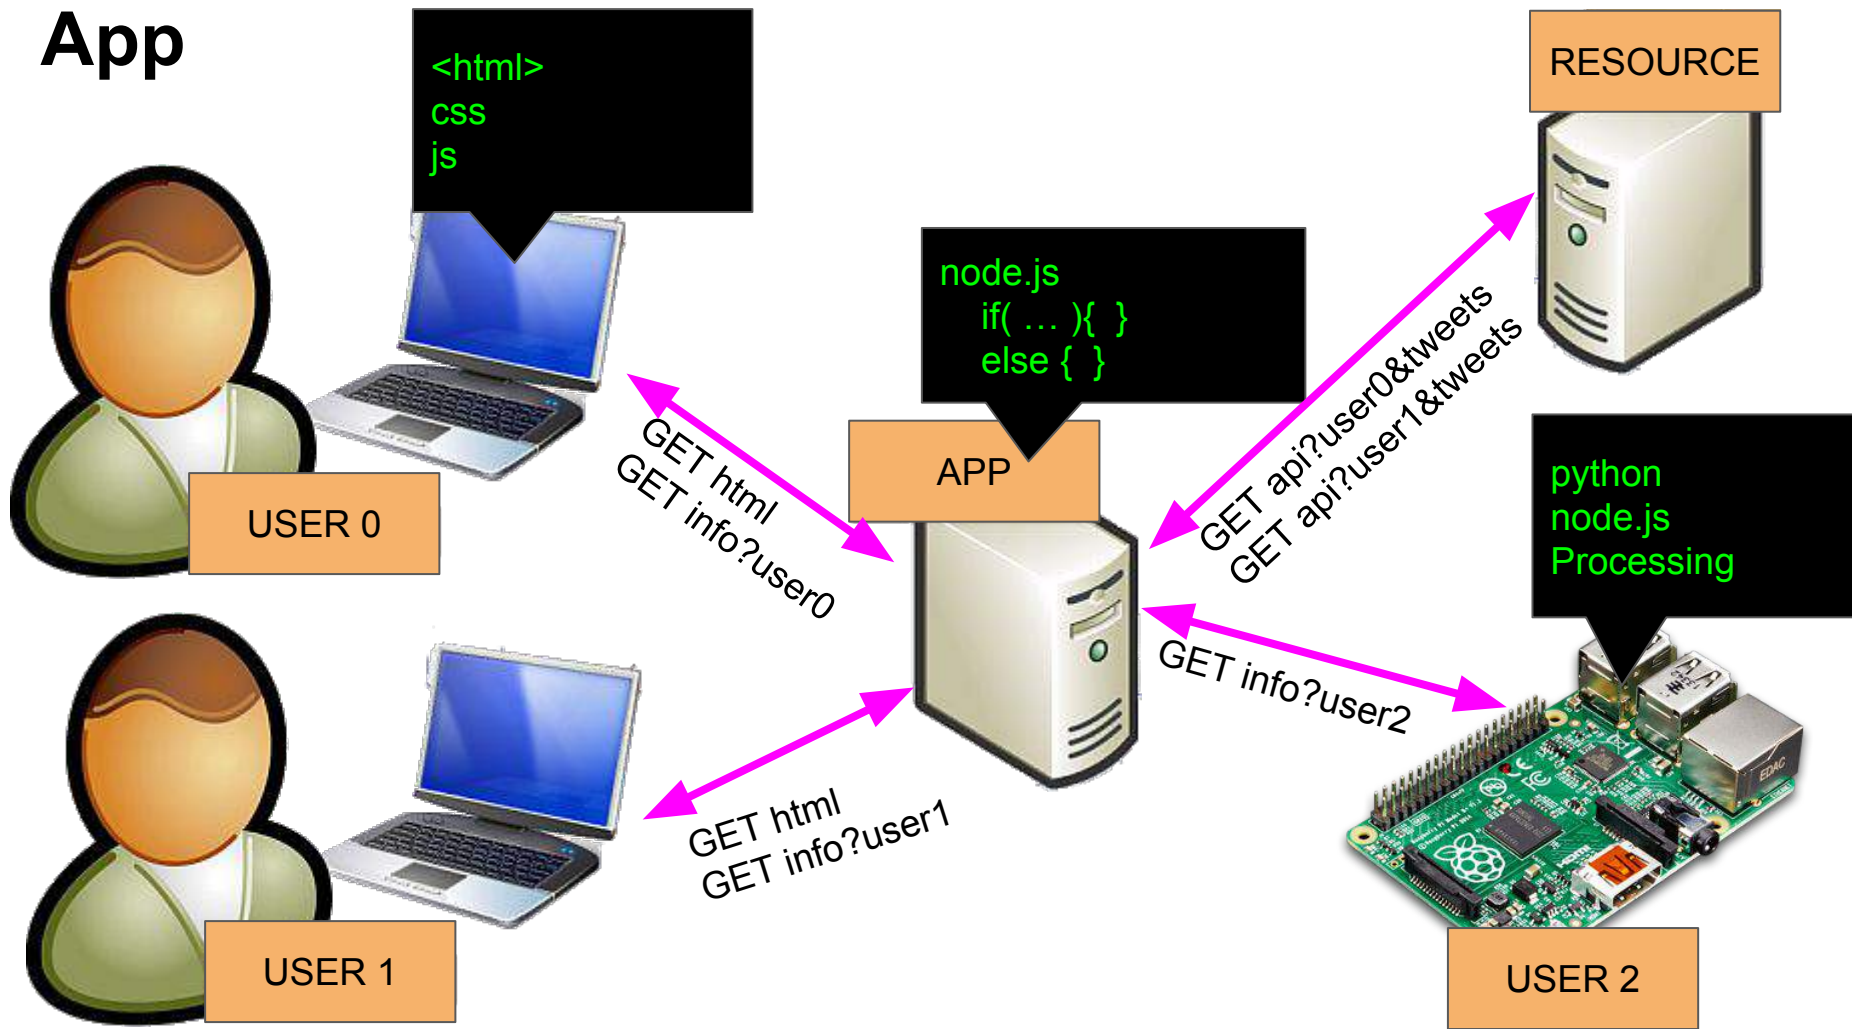 App
<html>
css
js
RESOURCE
node.js
if( … ){  }
else {  }
APP
USER 0
GET html
GET info?user0
GET api?user0&tweets
GET api?user1&tweets
python
node.js
Processing
GET info?user2
GET html
GET info?user1
USER 1
USER 2
EDAC
HDMI